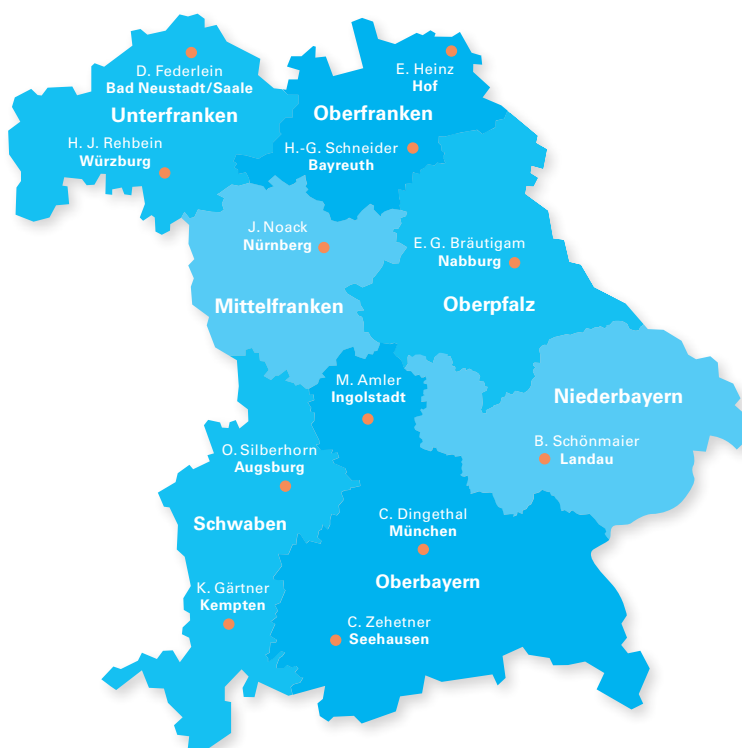 D. Federlein
Bad Neustadt/Saale
Unterfranken
H. J. Rehbein
Würzburg
E. Heinz
Hof
Oberfranken
H.-G. Schneider
Bayreuth
J. Noack
Nürnberg
Mittelfranken
E. G. Bräutigam
Nabburg
Oberpfalz
M. Amler
Ingolstadt
Niederbayern
B. Schönmaier
Landau
O. Silberhorn
Augsburg
Schwaben
C. Dingethal
München
Oberbayern
K. Gärtner
Kempten
C. Zehetner
Seehausen